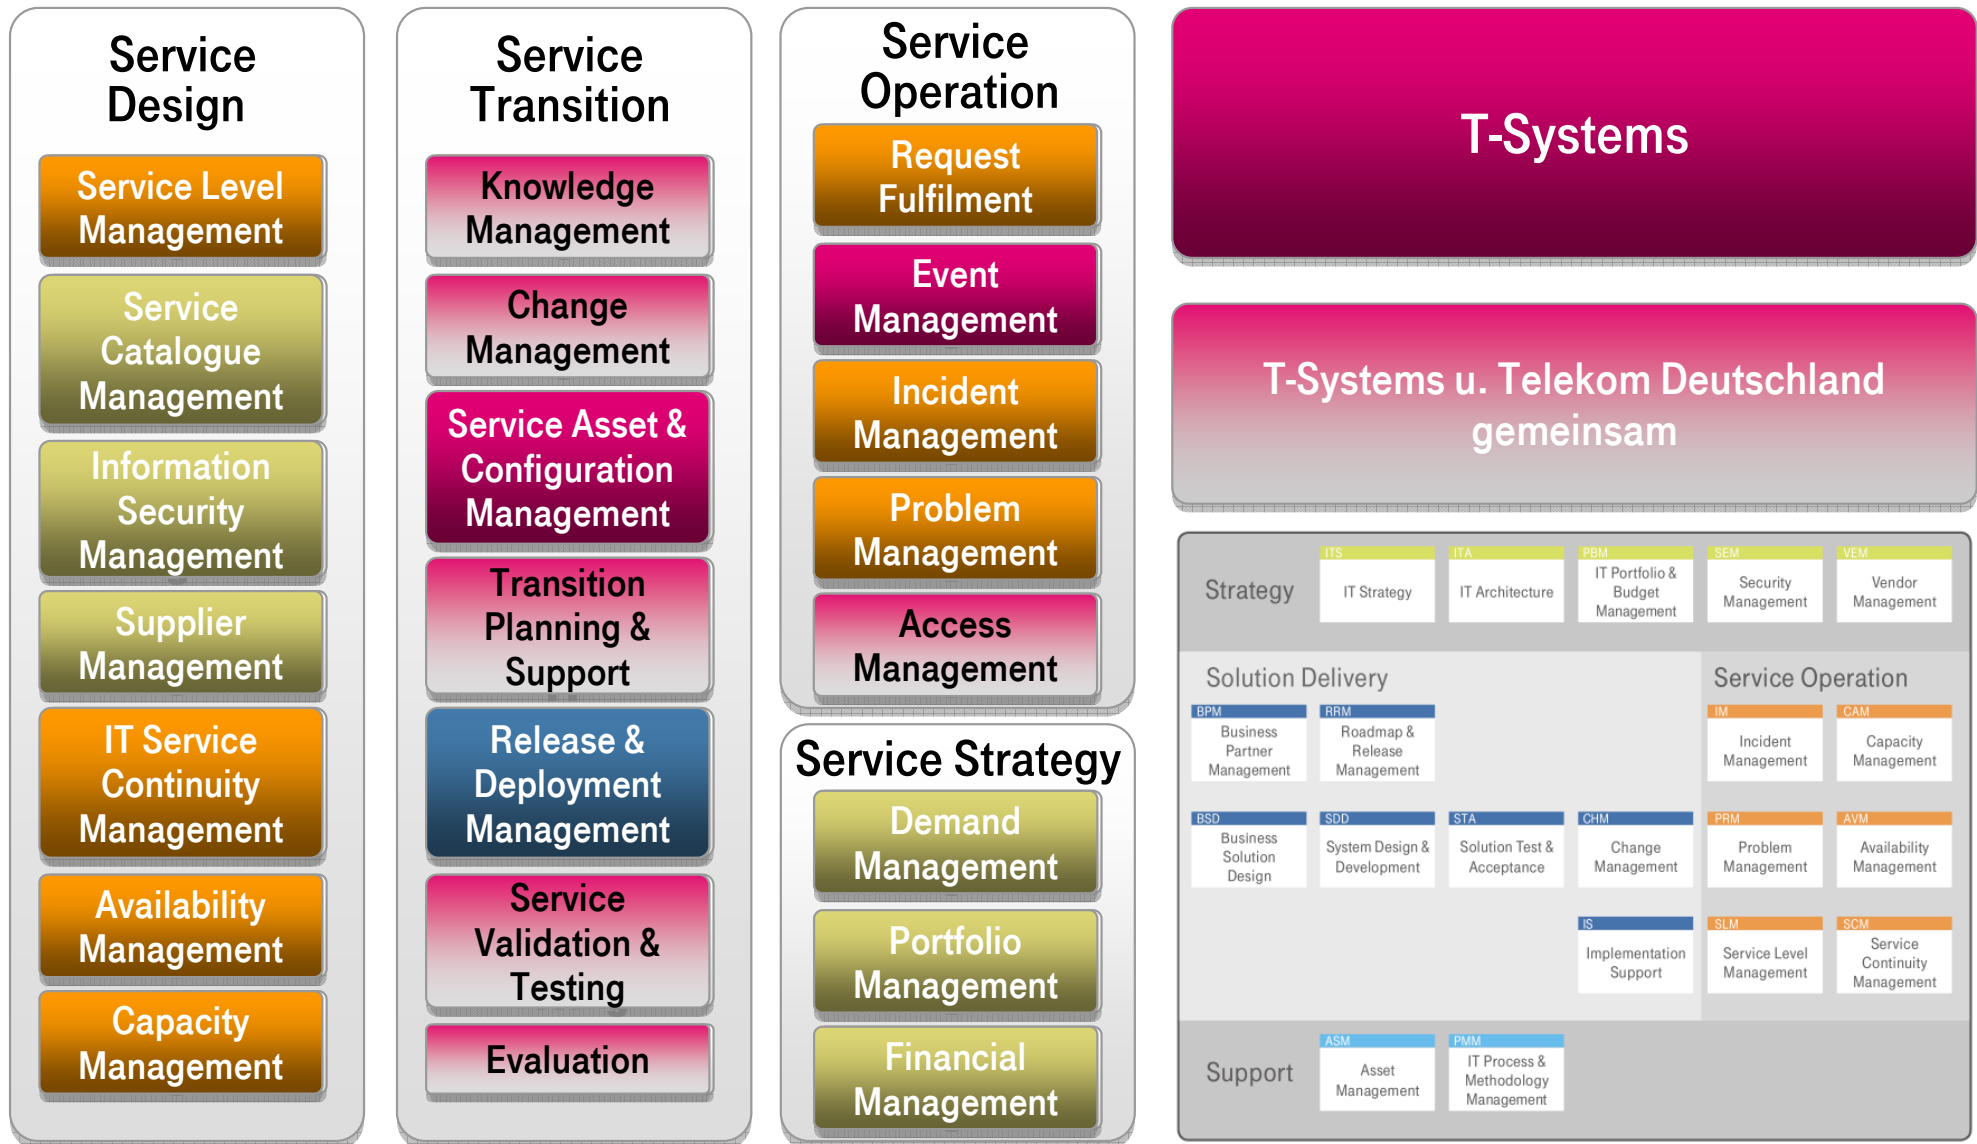 Service
Design
Service Level
Management
Service
Catalogue
Management
Information
Security
Management
Supplier
Management
IT Service
Continuity
Management
Availability
Management
Capacity
Management
Service
Transition
Knowledge
Management
Change
Management
Service Asset &
Configuration
Management
Transition
Planning &
Support
Release &
Deployment
Management
Service
Validation &
Testing
Evaluation
Service
Operation
Request
Fulfilment
Event
Management
Incident
Management
Problem
Management
Access
Management
Service Strategy
Demand
Management
Portfolio
Management
Financial
Management
T-Systems
T-Systems u. Telekom Deutschland
gemeinsam
Strategy
ITS
IT Strategy
ITA
IT Architecture
PBM
IT Portfolio &
Budget
Management
SEM
Security
Management
VEM
Vendor
Management
Solution Delivery
BPM
Business
Partner
Management
RRM
Roadmap &
Release
Management
BSD
Business
Solution
Design
SDD
System Design &
Development
STA
Solution Test &
Acceptance
CHM
Change
Management
IS
Implementation
Support
Service Operation
IM
Incident
Management
CAM
Capacity
Management
PRM
Problem
Management
AVM
Availability
Management
SLM
Service Level
Management
SCM
Service
Continuity
Management
Support
ASM
Asset
Management
PMM
IT Process &
Methodology
Management